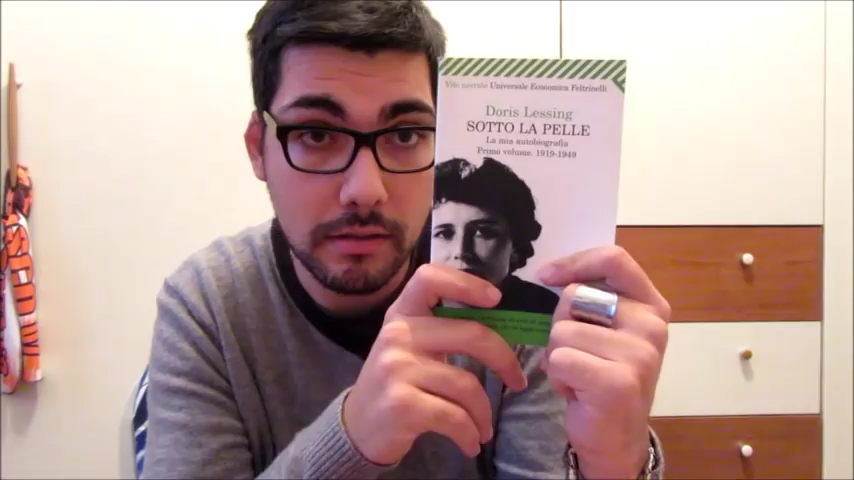 Vite narrate Universale Economica Feltrinelli
Doris Lessing
SOTTO LA PELLE
La mia autobiografia
Primo volume. 1919-1949